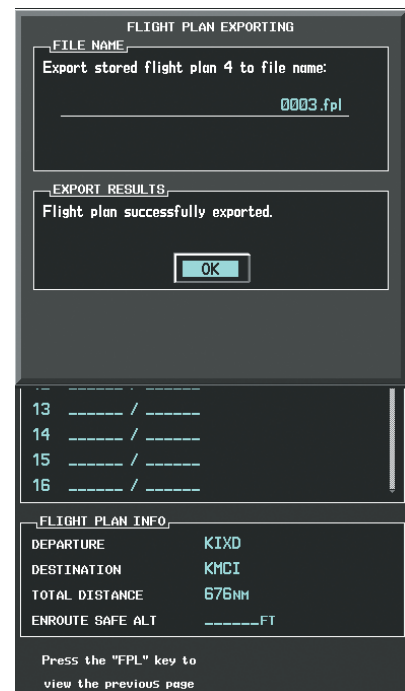 FLIGHT PLAN EXPORTING
FILE NAME
Export stored flight plan 4 to file name:
0003.fpl
EXPORT RESULTS
Flight plan successfully exported.
OK
13 ______ / ______
14 ______ / ______
15 ______ / ______
16 ______ / ______
FLIGHT PLAN INFO
DEPARTURE KIXD
DESTINATION KMCI
TOTAL DISTANCE 676NM
ENROUTE SAFE ALT ______FT
Press the "FPL" key to
view the previous page